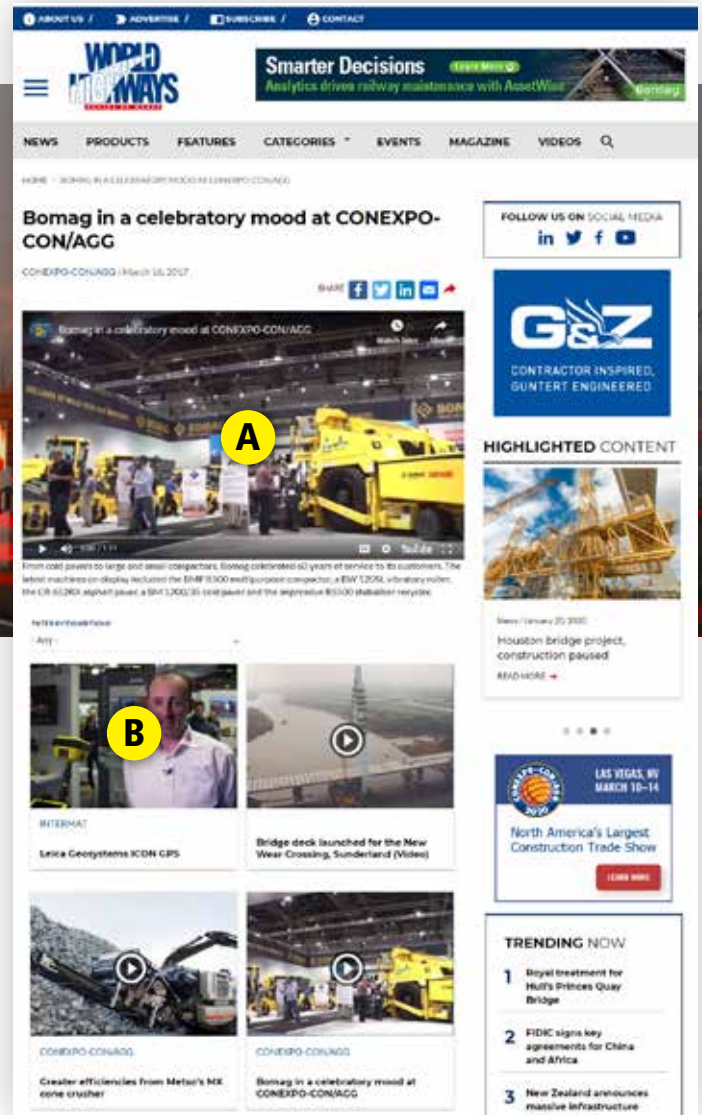 ABOUT US / ADVERTISE / SUBSCRIBE / CONTACT
WORLD
HIGHWAYS
Smarter Decisions
Learn More
Analytics drives railway maintenance with AssetWise
Bentley
NEWS PRODUCTS FEATURES CATEGORIES EVENTS MAGAZINE VIDEOS
HOME > BOMAG IN A CELEBRATORY MOOD AT CONEXPO-CON/AGG
Bomag in a celebratory mood at CONEXPO-
CON/AGG
CONEXPO-CON/AGG / March 2017
SHARE
Bomag in a celebratory mood at CONEXPO-CON/AGG
Watch later Share
A
BOMAG
YouTube
From cold pavers to large and small compactors, Bomag celebrated 60 years of service to its customers. The
latest machines on display included the BMP 8500 multipurpose compactor, a BW vibratory roller,
the CR asphalt paver, a BM 1200/35 cold paver and the impressive RS500 stabiliser recycler.
- Any -
B
INTERMAT
Leica Geosystems ICON GPS
Bridge deck launched for the New
Wear Crossing, Sunderland (Video)
CONEXPO-CON/AGG
Greater efficiencies from Metso's MX
cone crusher
CONEXPO-CON/AGG
Bomag in a celebratory mood at
CONEXPO-CON/AGG
FOLLOW US ON SOCIAL MEDIA
G&Z
CONTRACTOR INSPIRED,
GUNTERT ENGINEERED
HIGHLIGHTED CONTENT
News / January 2020
Houston bridge project,
construction paused
READ MORE
CONEXPO-CON/AGG
2020
LAS VEGAS, NV
MARCH 10–14
North America's Largest
Construction Trade Show
LEARN MORE
TRENDING NOW
1 Royal treatment for
Hull's Princes Quay
Bridge
2 FIDIC signs key
agreements for China
and Africa
3 New Zealand announces
massive infrastructure